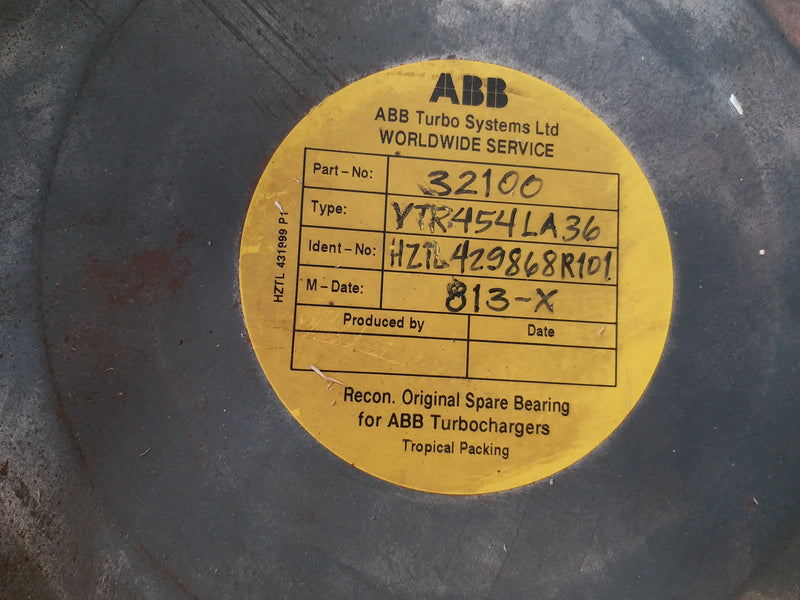 ABB
ABB Turbo Systems Ltd
WORLDWIDE SERVICE
Part-No: 32100
Type: VTR454LA36
Ident-No: HZTL429868R101
M-Date: 813-X
Produced by Date
Recon. Original Spare Bearing
for ABB Turbochargers
Tropical Packing
HZTL 431999 P1